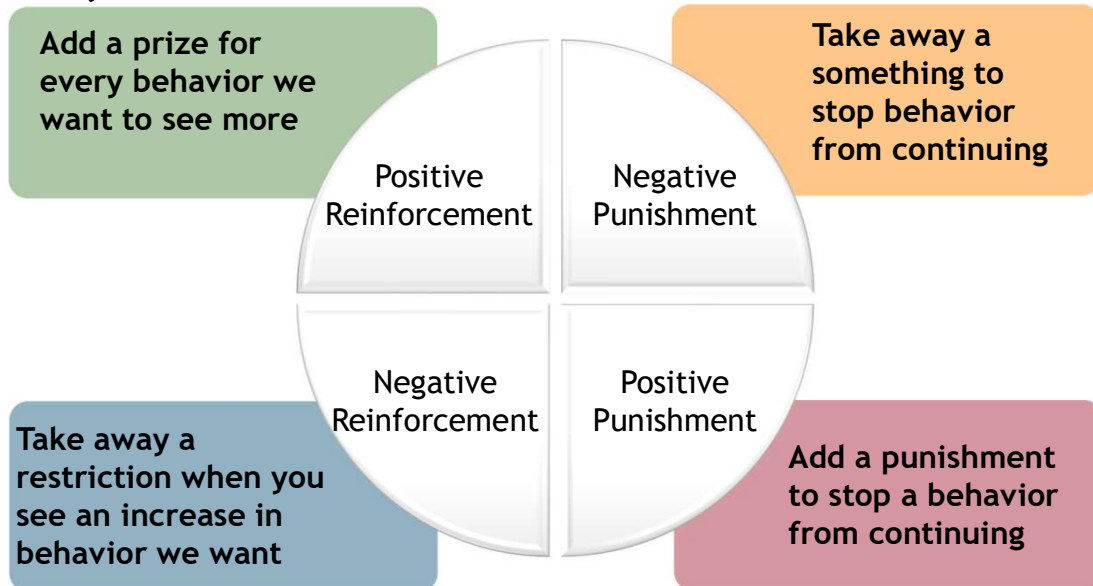 Add a prize for
every behavior we
want to see more
Take away a
something to
stop behavior
from continuing
Positive
Reinforcement
Negative
Punishment
Negative
Reinforcement
Positive
Punishment
Take away a
restriction when you
see an increase in
behavior we want
Add a punishment
to stop a behavior
from continuing